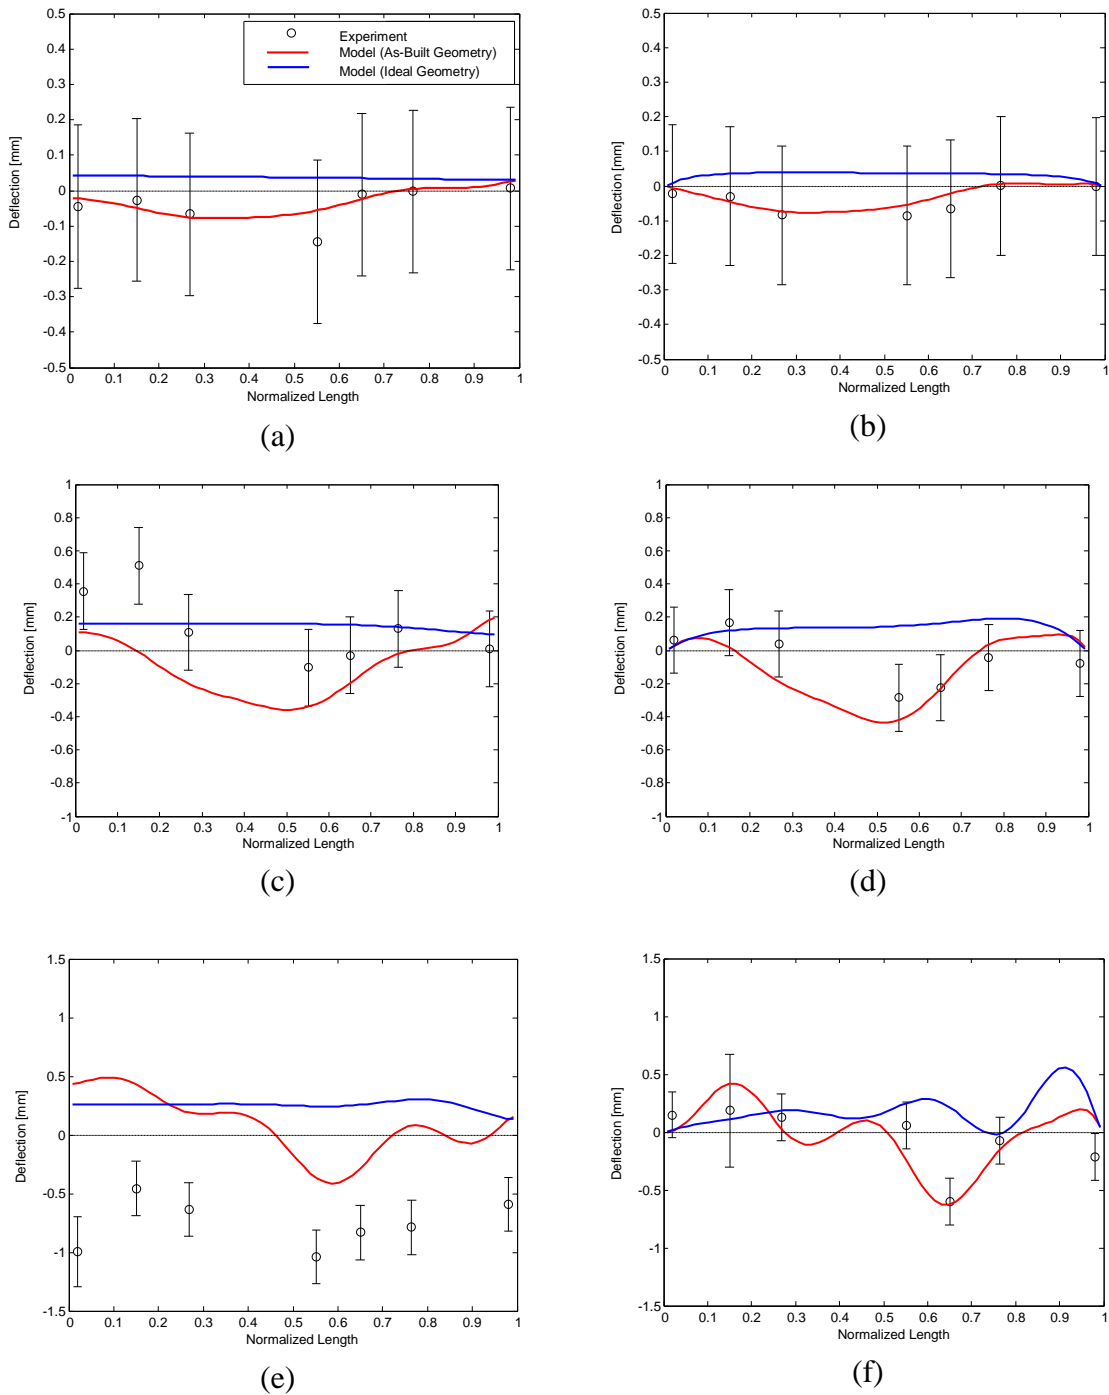 0.5
0.4
0.3
0.2
0.1
0
-0.1
-0.2
-0.3
-0.4
-0.5
Deflection [mm]
Experiment
Model (As-Built Geometry)
Model (Ideal Geometry)
0 0.1 0.2 0.3 0.4 0.5 0.6 0.7 0.8 0.9 1
Normalized Length
(a)
0.5
0.4
0.3
0.2
0.1
0
-0.1
-0.2
-0.3
-0.4
-0.5
Deflection [mm]
0 0.1 0.2 0.3 0.4 0.5 0.6 0.7 0.8 0.9 1
Normalized Length
(b)
1
0.8
0.6
0.4
0.2
0
-0.2
-0.4
-0.6
-0.8
-1
Deflection [mm]
0 0.1 0.2 0.3 0.4 0.5 0.6 0.7 0.8 0.9 1
Normalized Length
(c)
1
0.8
0.6
0.4
0.2
0
-0.2
-0.4
-0.6
-0.8
-1
Deflection [mm]
0 0.1 0.2 0.3 0.4 0.5 0.6 0.7 0.8 0.9 1
Normalized Length
(d)
1.5
1
0.5
0
-0.5
-1
-1.5
Deflection [mm]
0 0.1 0.2 0.3 0.4 0.5 0.6 0.7 0.8 0.9 1
Normalized Length
(e)
1.5
1
0.5
0
-0.5
-1
-1.5
Deflection [mm]
0 0.1 0.2 0.3 0.4 0.5 0.6 0.7 0.8 0.9 1
Normalized Length
(f)